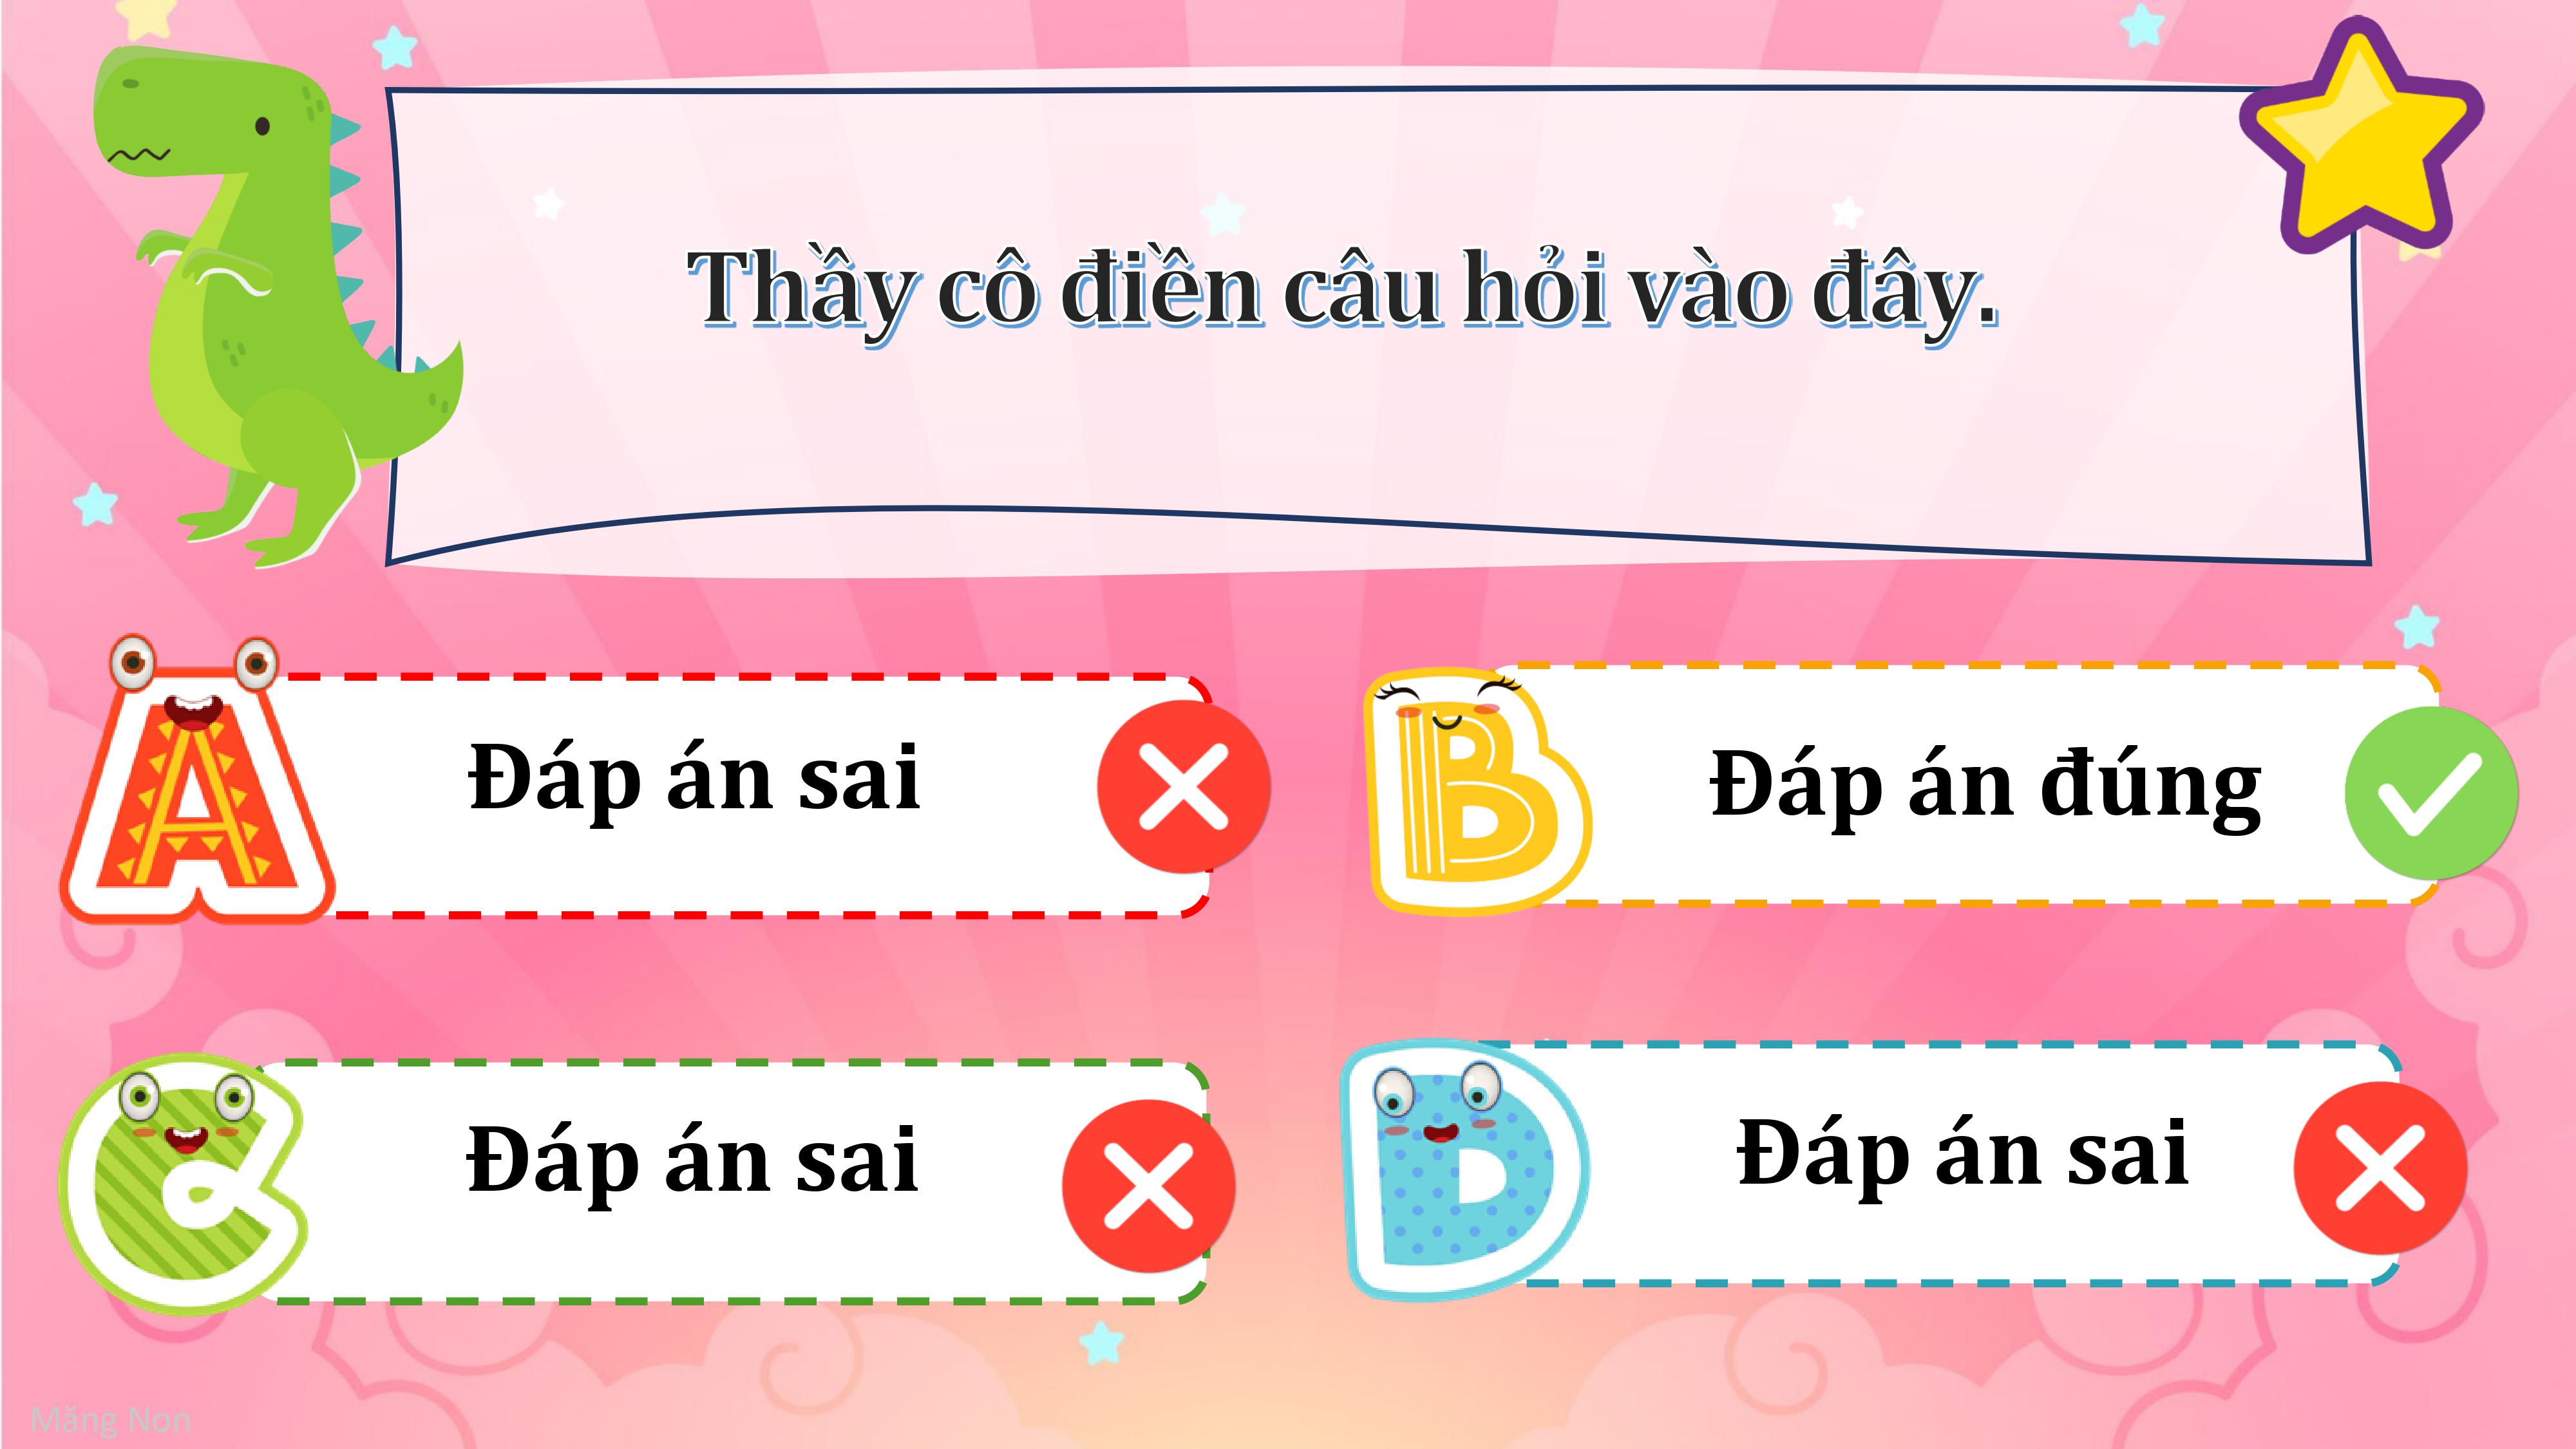 Thầy cô điền câu hỏi vào đây.
A
Đáp án sai
B
Đáp án đúng
C
Đáp án sai
D
Đáp án sai
Măng Non